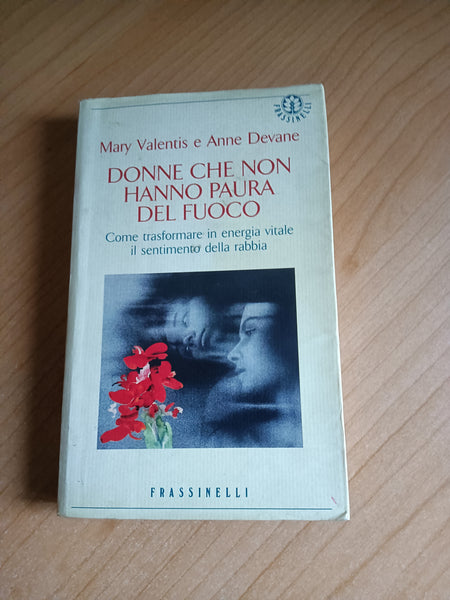 FRASSINELLI
Mary Valentis e Anne Devane
DONNE CHE NON
HANNO PAURA
DEL FUOCO
Come trasformare in energia vitale
il sentimento della rabbia
FRASSINELLI